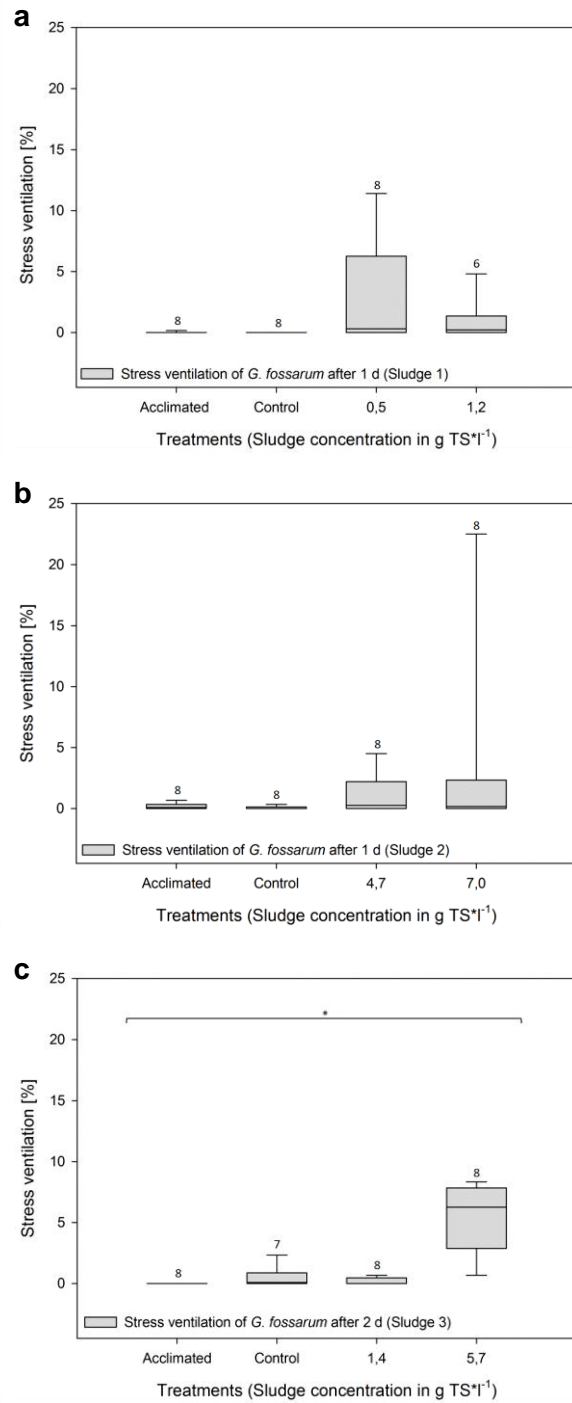 a
25
20
15
10
5
0
Stress ventilation [%]
8
8
8
6
Stress ventilation of G. fossarum after 1 d (Sludge 1)
Acclimated Control 0,5 1,2
Treatments (Sludge concentration in g TS*l⁻¹)
b
25
20
15
10
5
0
Stress ventilation [%]
8
8
8
8
Stress ventilation of G. fossarum after 1 d (Sludge 2)
Acclimated Control 4,7 7,0
Treatments (Sludge concentration in g TS*l⁻¹)
c
25
20
15
10
5
0
Stress ventilation [%]
*
8
7
8
8
Stress ventilation of G. fossarum after 2 d (Sludge 3)
Acclimated Control 1,4 5,7
Treatments (Sludge concentration in g TS*l⁻¹)